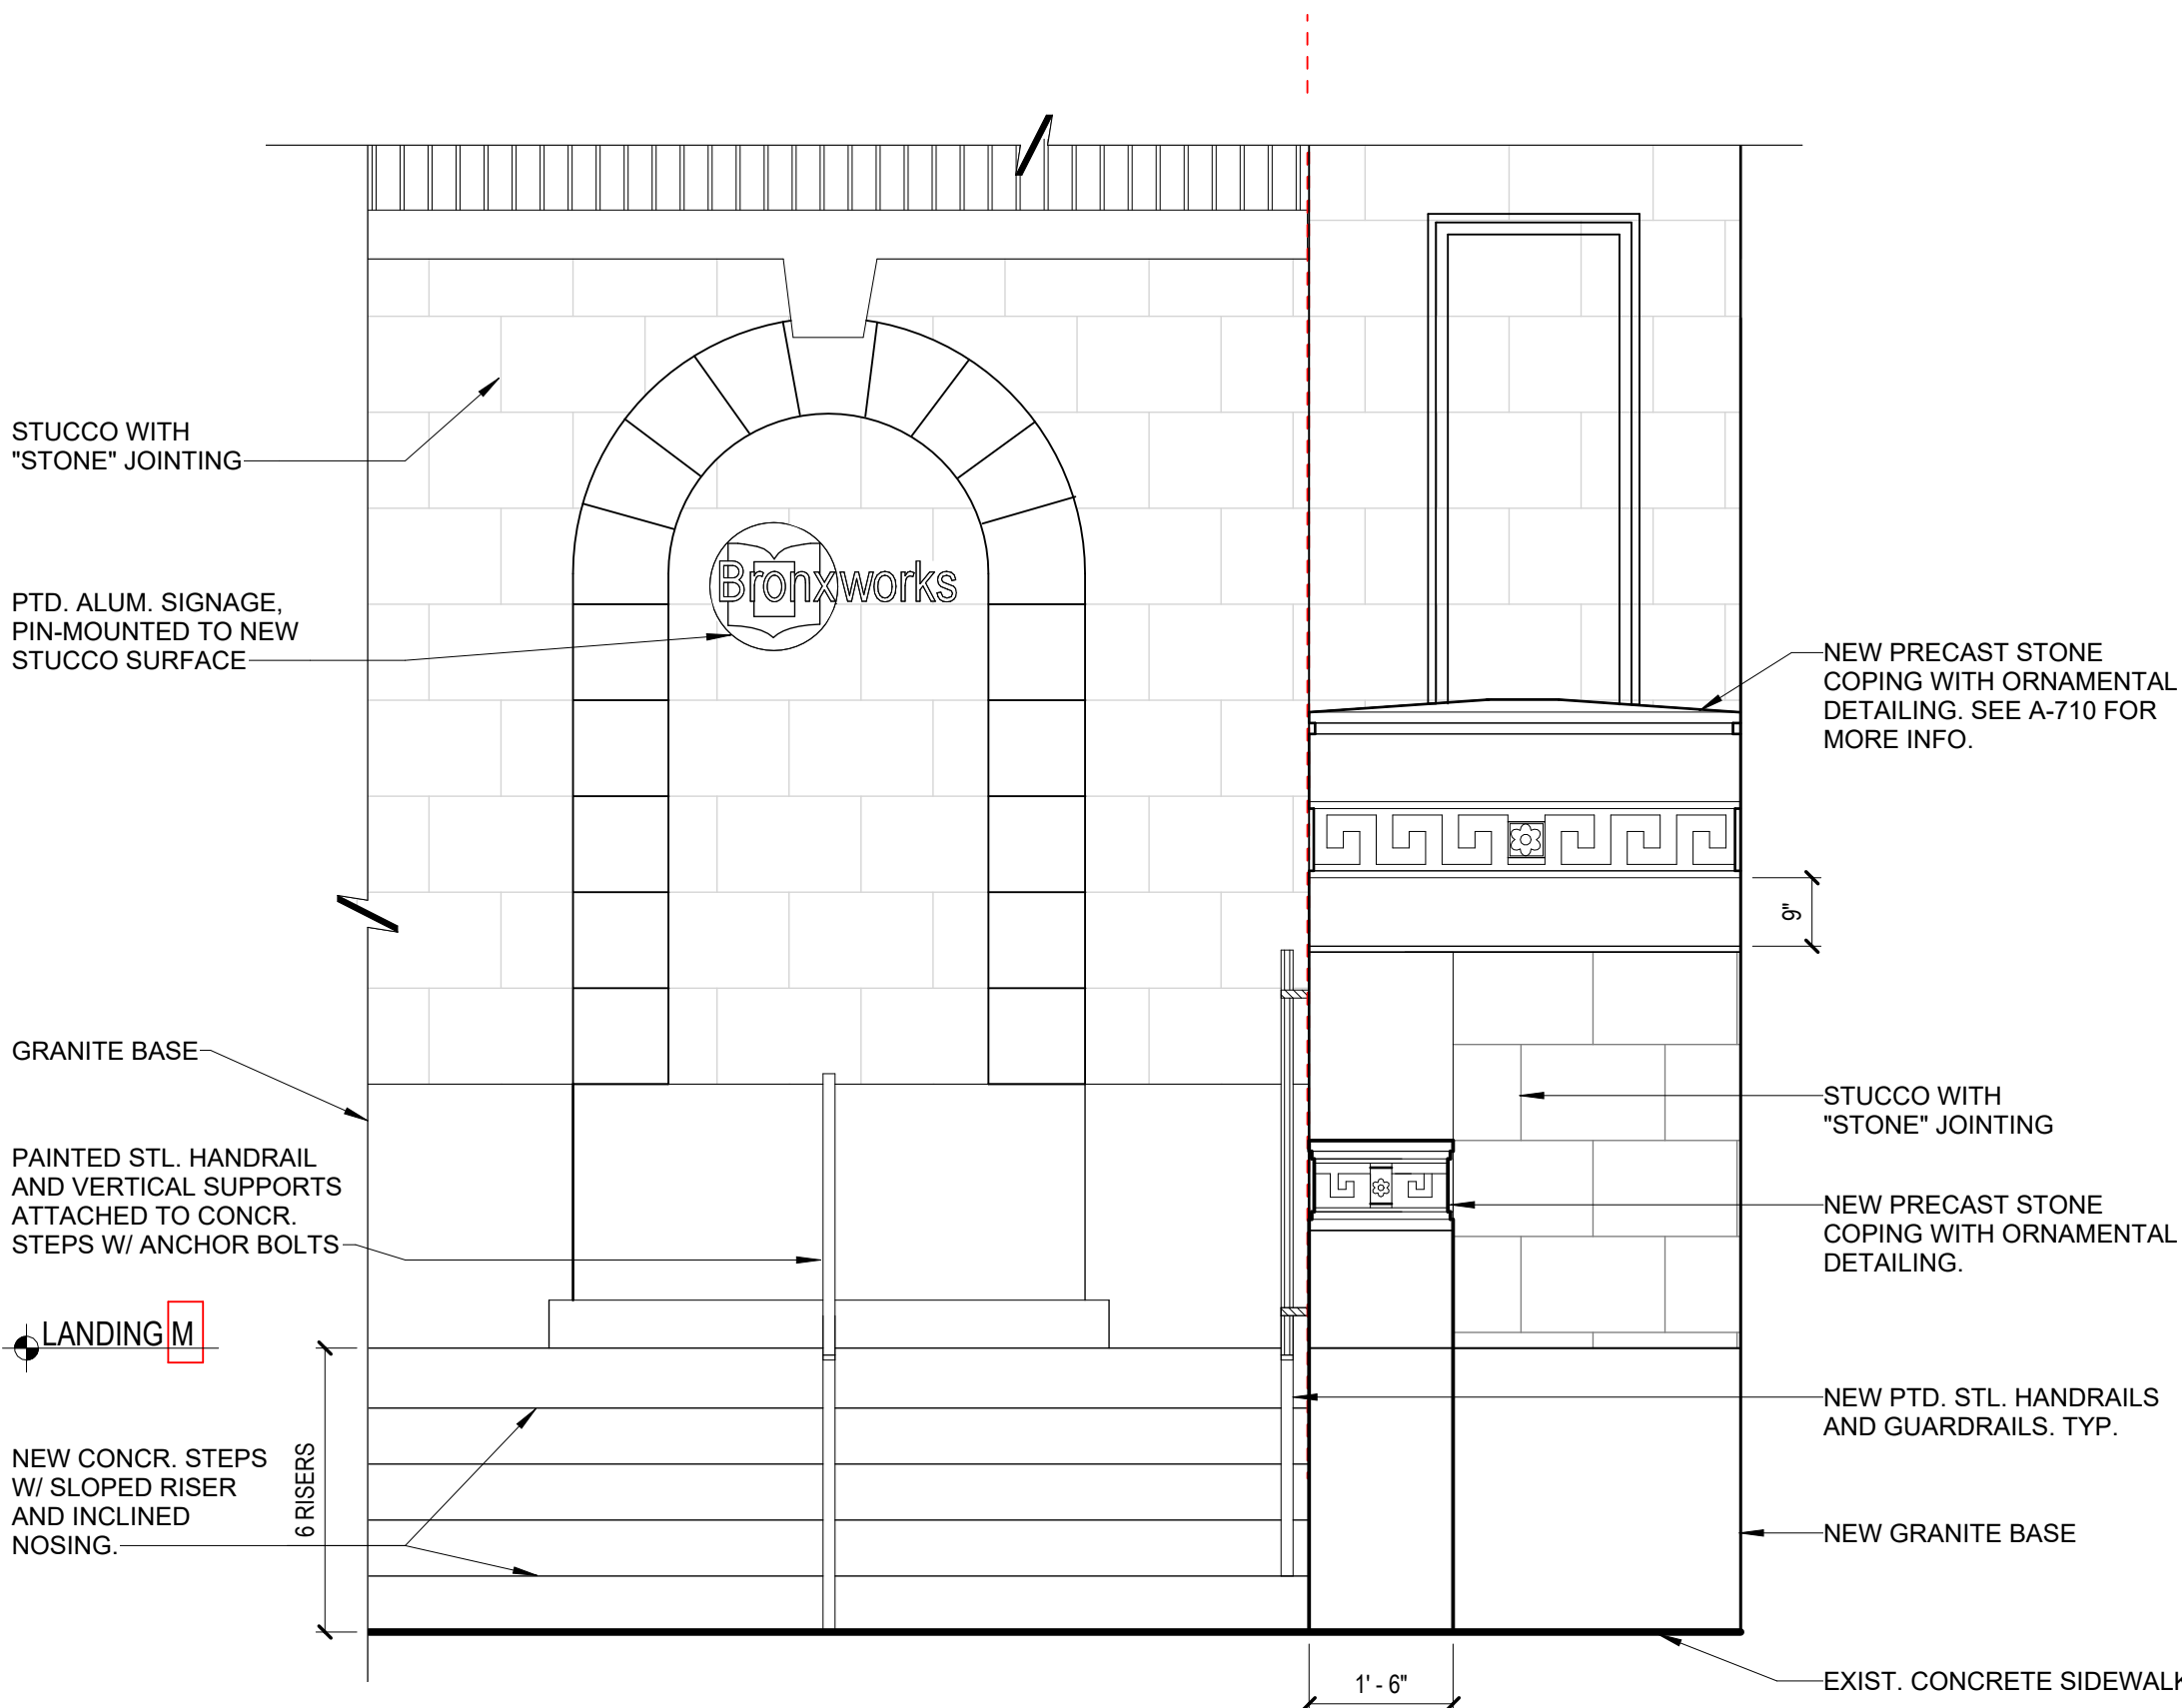 STUCCO WITH
"STONE" JOINTING
PTD. ALUM. SIGNAGE,
PIN-MOUNTED TO NEW
STUCCO SURFACE
Bronxworks
GRANITE BASE
PAINTED STL. HANDRAIL
AND VERTICAL SUPPORTS
ATTACHED TO CONCR.
STEPS W/ ANCHOR BOLTS
LANDING M
6 RISERS
NEW CONCR. STEPS
W/ SLOPED RISER
AND INCLINED
NOSING.
NEW PRECAST STONE
COPING WITH ORNAMENTAL
DETAILING. SEE A-710 FOR
MORE INFO.
9"
STUCCO WITH
"STONE" JOINTING
NEW PRECAST STONE
COPING WITH ORNAMENTAL
DETAILING.
NEW PTD. STL. HANDRAILS
AND GUARDRAILS. TYP.
NEW GRANITE BASE
EXIST. CONCRETE SIDEWALK
1' - 6"